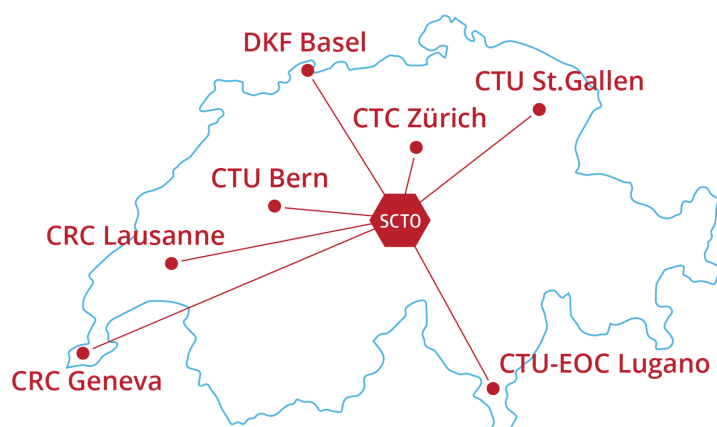 DKF Basel
CTU St.Gallen
CTC Zürich
CTU Bern
SCTO
CRC Lausanne
CTU-EOC Lugano
CRC Geneva